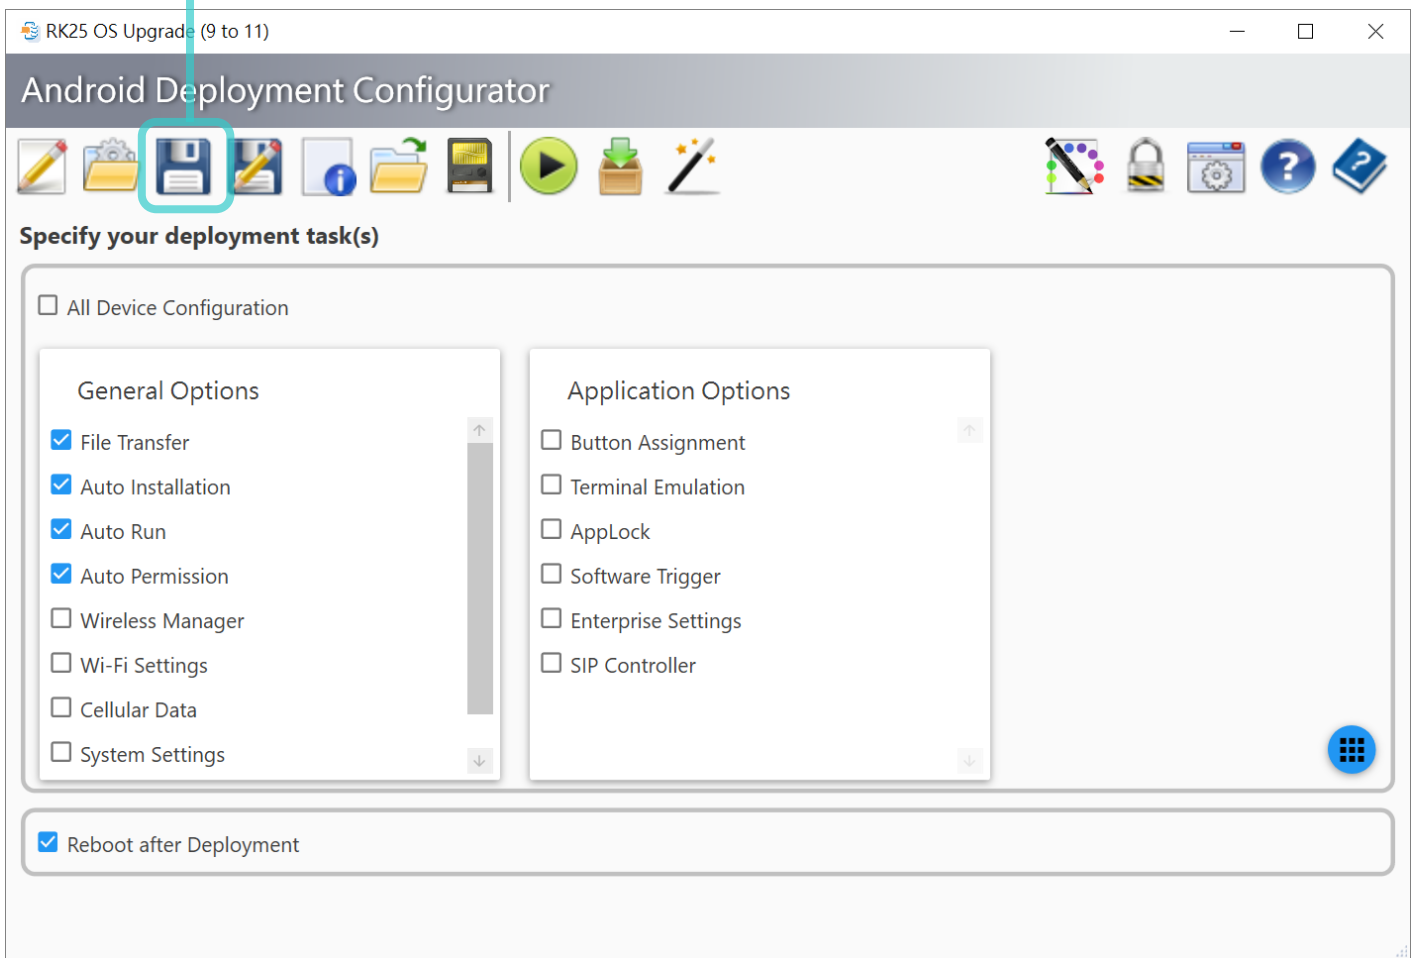 RK25 OS Upgrade (9 to 11)
Android Deployment Configurator
Specify your deployment task(s)
All Device Configuration
General Options
File Transfer
Auto Installation
Auto Run
Auto Permission
Wireless Manager
Wi-Fi Settings
Cellular Data
System Settings
Application Options
Button Assignment
Terminal Emulation
AppLock
Software Trigger
Enterprise Settings
SIP Controller
Reboot after Deployment